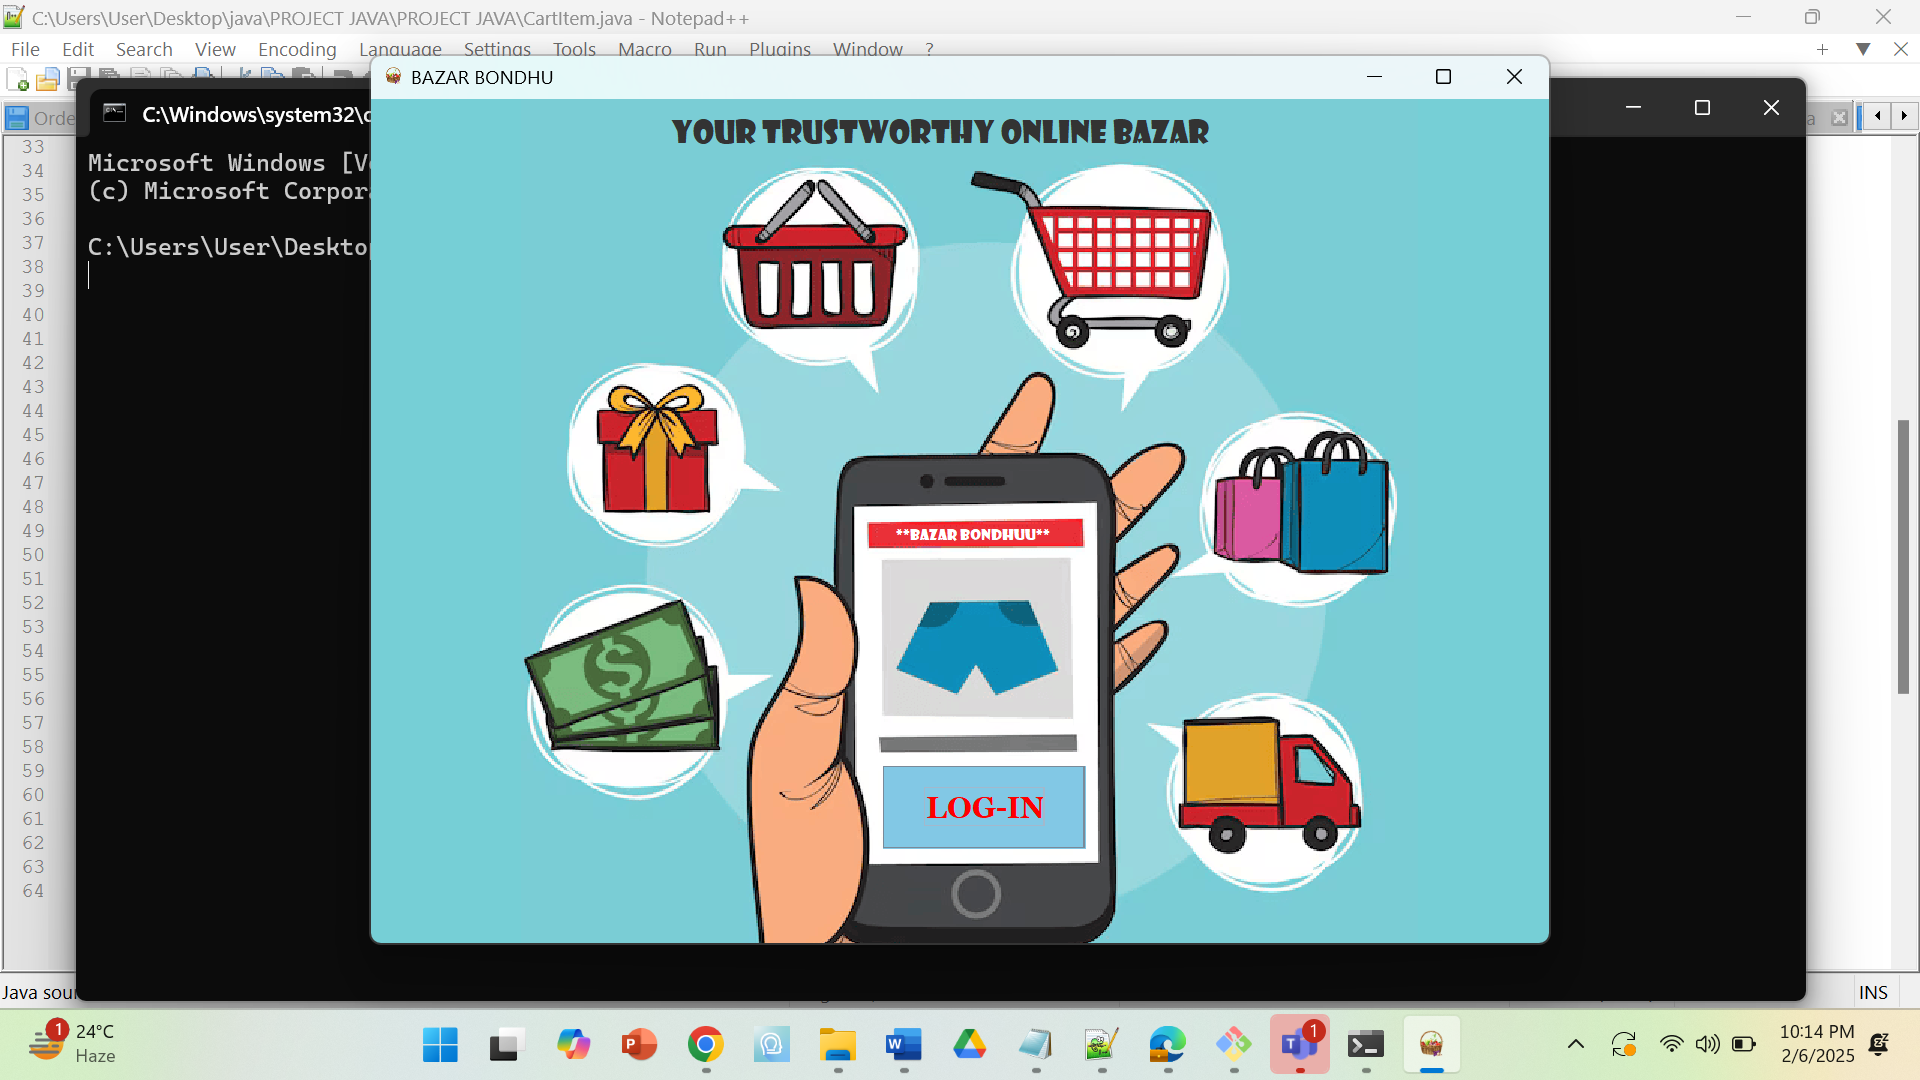 C:\Users\User\Desktop\java\PROJECT JAVA\PROJECT JAVA\CartItem.java - Notepad++
File Edit Search View Encoding Language Settings Tools Macro Run Plugins Window ?
BAZAR BONDHU
C:\Windows\system32\c
Orde
a
Microsoft Windows [V
(c) Microsoft Corpor
C:\Users\User\Deskto
YOUR TRUSTWORTHY ONLINE BAZAR
**BAZAR BONDHUU**
LOG-IN
33
34
35
36
37
38
39
40
41
42
43
44
45
46
47
48
49
50
51
52
53
54
55
56
57
58
59
60
61
62
63
64
Java sou
INS
1
24°C
Haze
1
10:14 PM
2/6/2025